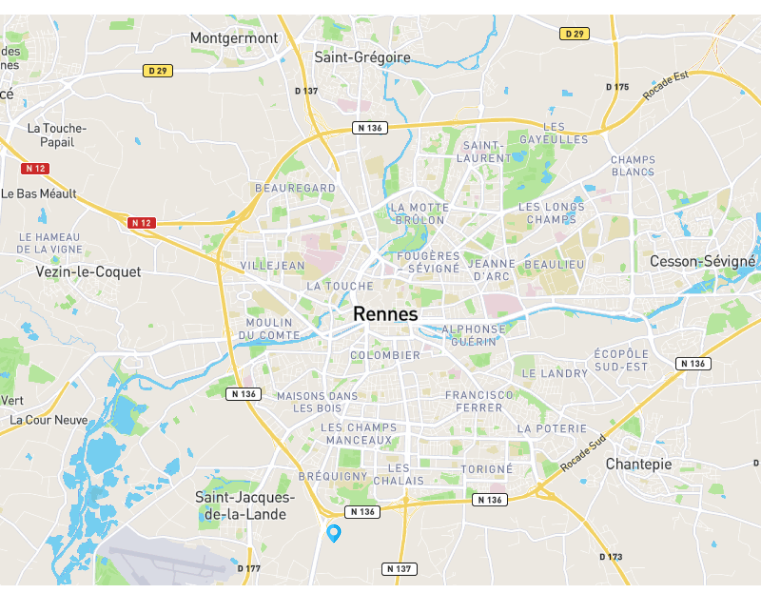 Montgermont
D 29
des
nes
Saint-Grégoire
D 29
cé
D 137
D 175
Rocade Est
La Touche-
Papail
N 136
LES
GAYEULLES
SAINT-
LAURENT
CHAMPS
BLANCS
N 12
Le Bas Méault
BEAUREGARD
LA MOTTE
BRÛLON
LES LONGS
CHAMPS
N 12
LE HAMEAU
DE LA VIGNE
Vezin-le-Coquet
VILLEJEAN
FOUGÈRES
- SÉVIGNÉ
JEANNE
D'ARC
BEAULIEU
Cesson-Sévigné
LA TOUCHE
Rennes
MOULIN
DU COMTE
ALPHONSE
GUÉRIN
COLOMBIER
ÉCOPÔLE
SUD-EST
N 136
LE LANDRY
Vert
La Cour Neuve
N 136
MAISONS DANS
LES BOIS
FRANCISCO
FERRER
LES CHAMPS
MANCEAUX
LA POTERIE
Rocade Sud
Chantepie
D
BRÉQUIGNY
LES
CHALAIS
TORIGNÉ
Saint-Jacques-
de-la-Lande
N 136
N 136
D 177
N 137
D 173